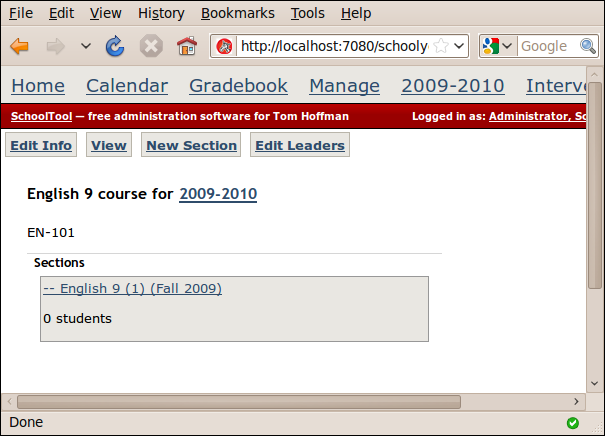 File Edit View History Bookmarks Tools Help
http://localhost:7080/schooly Google
Home Calendar Gradebook Manage 2009-2010 Interv
SchoolTool — free administration software for Tom Hoffman Logged in as: Administrator, Sc
Edit Info View New Section Edit Leaders
English 9 course for 2009-2010
EN-101
Sections
-- English 9 (1) (Fall 2009)
0 students
Done